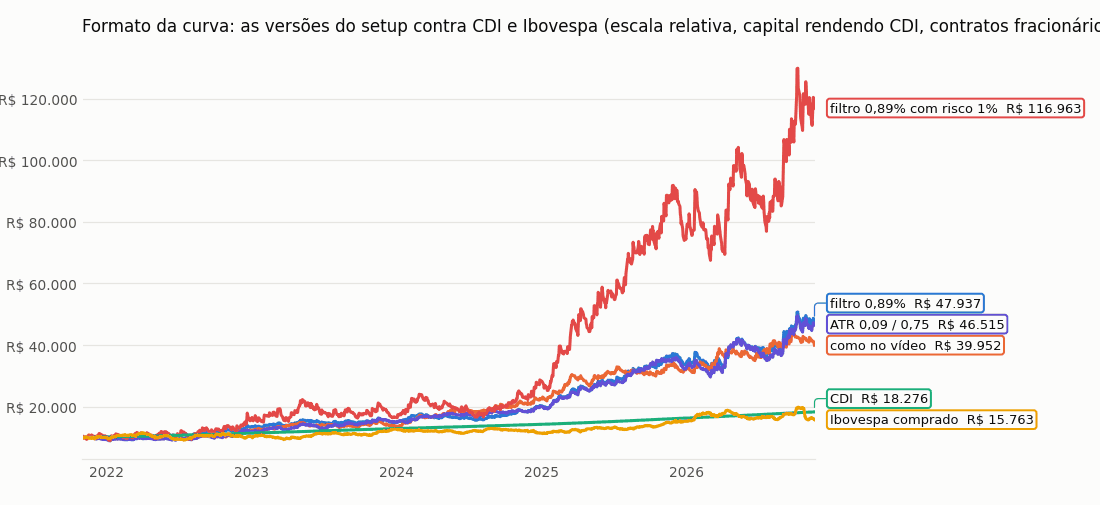 Formato da curva: as versões do setup contra CDI e Ibovespa (escala relativa, capital rendendo CDI, contratos fracionário
R$ 120.000
R$ 100.000
R$ 80.000
R$ 60.000
R$ 40.000
R$ 20.000
filtro 0,89% com risco 1% R$ 116.963
filtro 0,89% R$ 47.937
ATR 0,09 / 0,75 R$ 46.515
como no vídeo R$ 39.952
CDI R$ 18.276
Ibovespa comprado R$ 15.763
2022 2023 2024 2025 2026